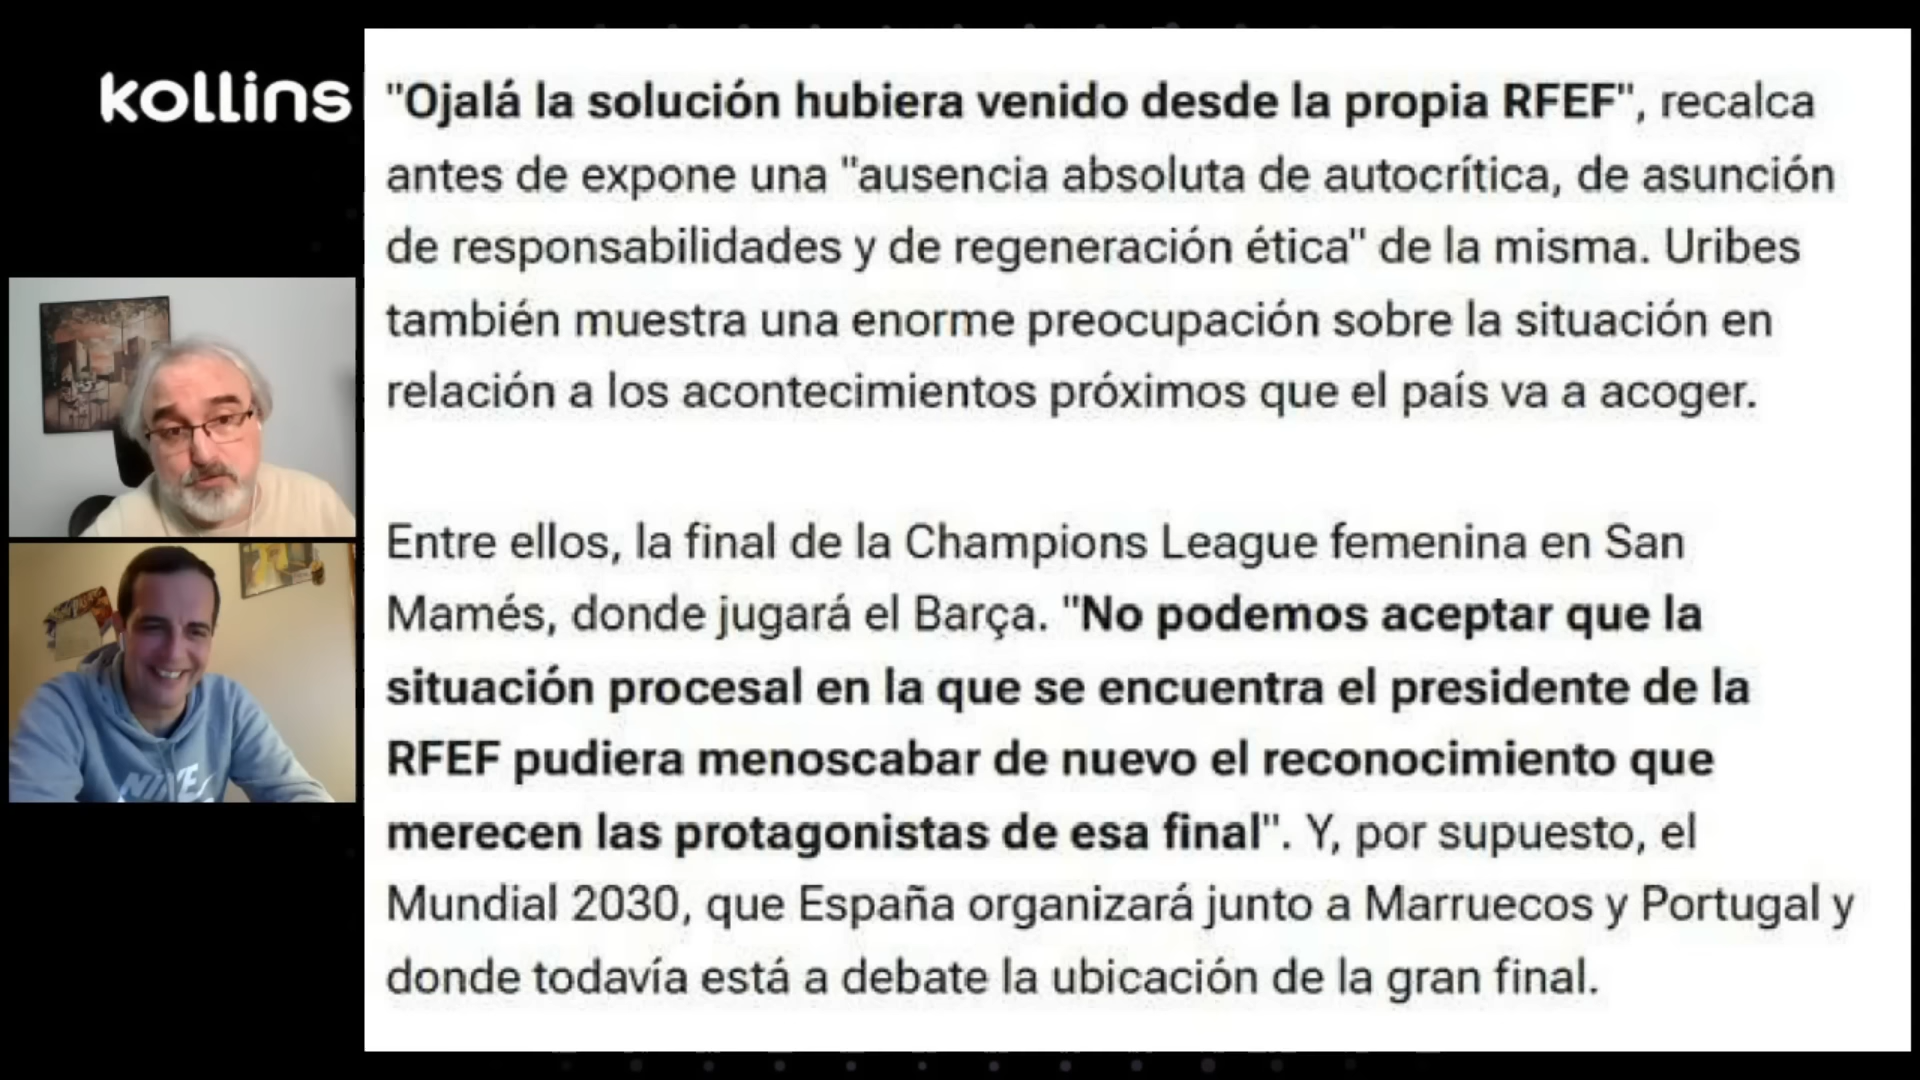 kollins
"Ojalá la solución hubiera venido desde la propia RFEF", recalca
antes de expone una "ausencia absoluta de autocrítica, de asunción
de responsabilidades y de regeneración ética" de la misma. Uribes
también muestra una enorme preocupación sobre la situación en
relación a los acontecimientos próximos que el país va a acoger.
Entre ellos, la final de la Champions League femenina en San
Mamés, donde jugará el Barça. "No podemos aceptar que la
situación procesal en la que se encuentra el presidente de la
RFEF pudiera menoscabar de nuevo el reconocimiento que
merecen las protagonistas de esa final". Y, por supuesto, el
Mundial 2030, que España organizará junto a Marruecos y Portugal y
donde todavía está a debate la ubicación de la gran final.
NIKE